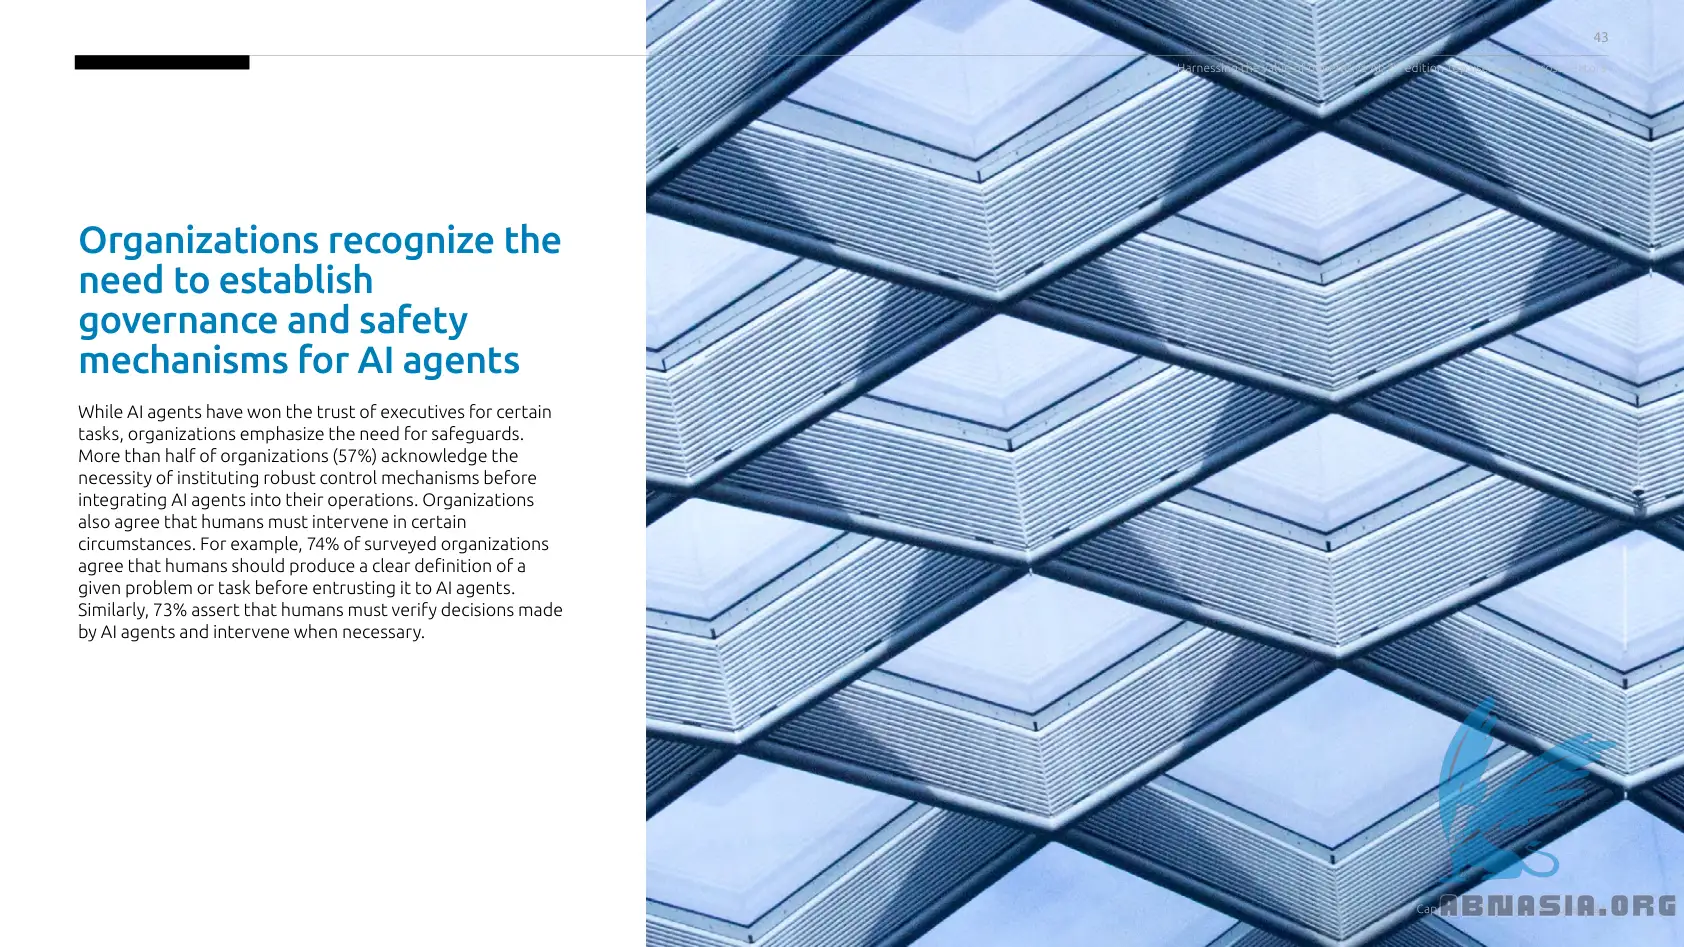 43
Harnessing the value of
edition
Organizations recognize the
need to establish
governance and safety
mechanisms for AI agents
While AI agents have won the trust of executives for certain
tasks, organizations emphasize the need for safeguards.
More than half of organizations (57%) acknowledge the
necessity of instituting robust control mechanisms before
integrating AI agents into their operations. Organizations
also agree that humans must intervene in certain
circumstances. For example, 74% of surveyed organizations
agree that humans should produce a clear definition of a
given problem or task before entrusting it to AI agents.
Similarly, 73% assert that humans must verify decisions made
by AI agents and intervene when necessary.
ABNASIA.ORG